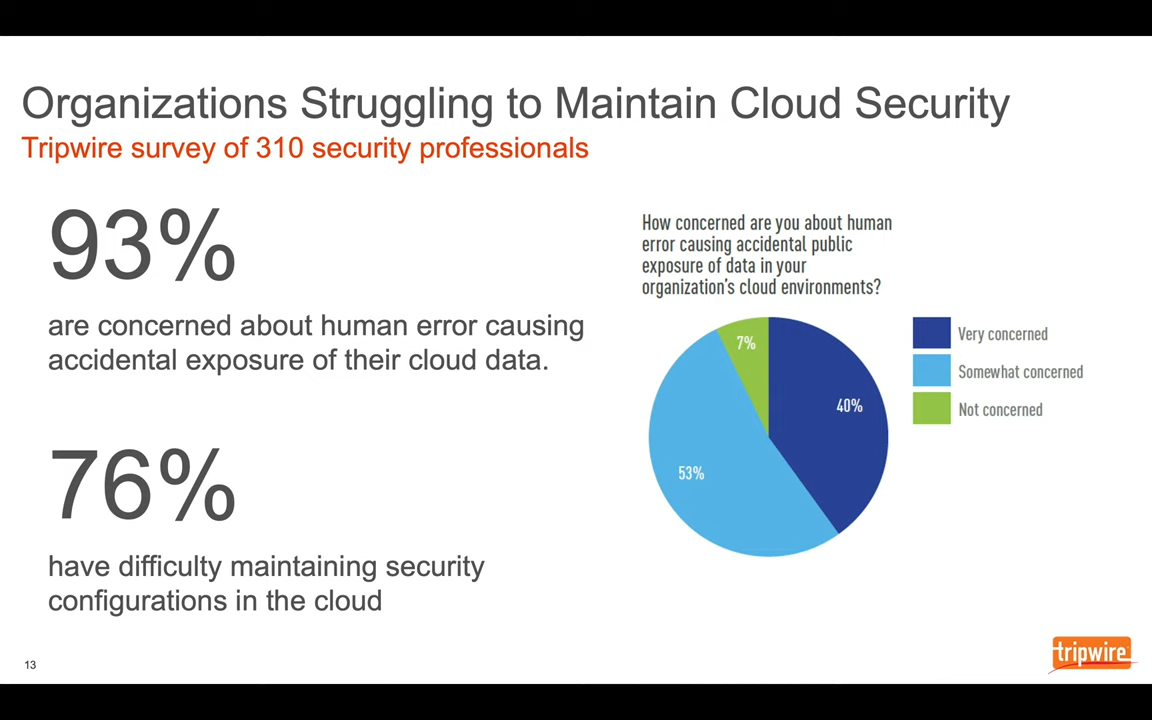 Organizations Struggling to Maintain Cloud Security
Tripwire survey of 310 security professionals
93%
are concerned about human error causing
accidental exposure of their cloud data.
76%
have difficulty maintaining security
configurations in the cloud
How concerned are you about human
error causing accidental public
exposure of data in your
organization's cloud environments?
7%
40%
53%
Very concerned
Somewhat concerned
Not concerned
13
tripwire